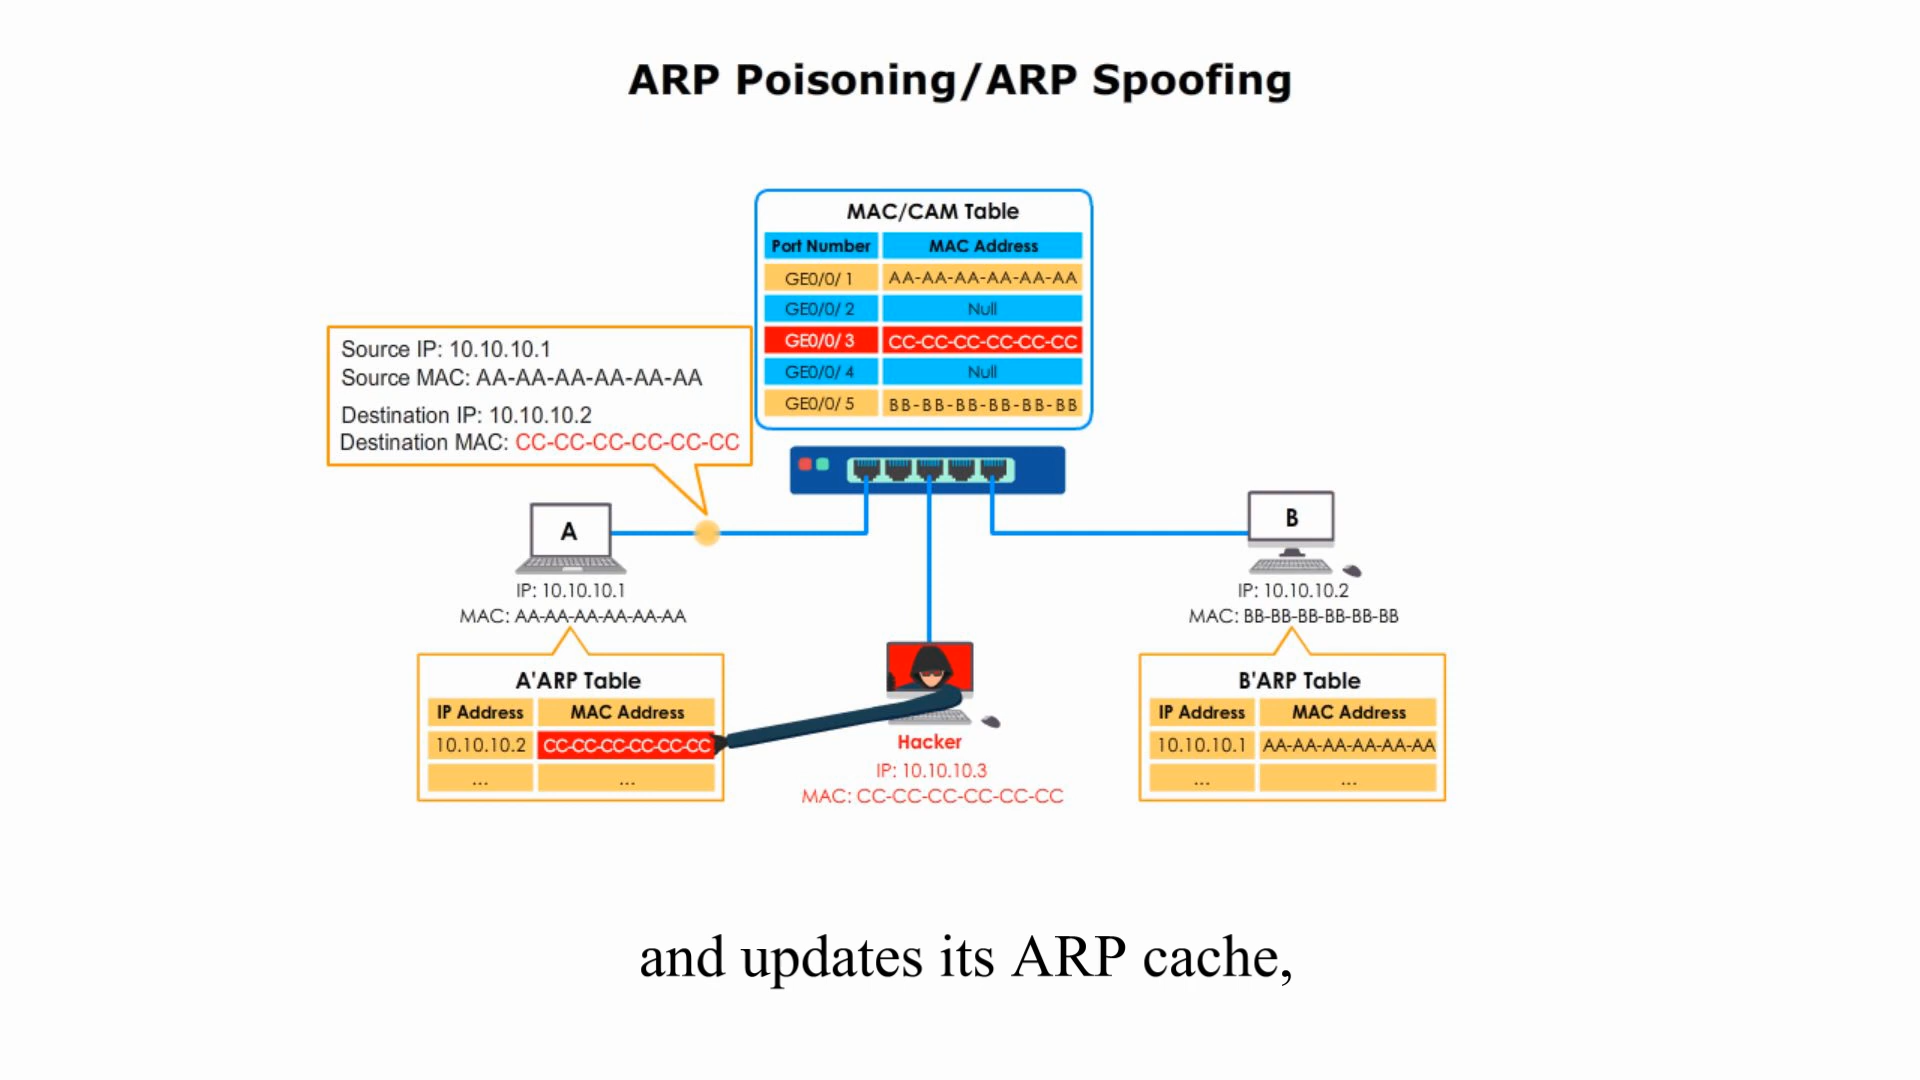 ARP Poisoning/ARP Spoofing
MAC/CAM Table
Port Number MAC Address
GE0/0/ 1 AA-AA-AA-AA-AA-AA
GE0/0/ 2 Null
GE0/0/ 3 CC-CC-CC-CC-CC-CC
GE0/0/ 4 Null
GE0/0/ 5 BB-BB-BB-BB-BB-BB
Source IP: 10.10.10.1
Source MAC: AA-AA-AA-AA-AA-AA
Destination IP: 10.10.10.2
Destination MAC: CC-CC-CC-CC-CC-CC
A
IP: 10.10.10.1
MAC: AA-AA-AA-AA-AA-AA
B
IP: 10.10.10.2
MAC: BB-BB-BB-BB-BB-BB
A'ARP Table
IP Address MAC Address
10.10.10.2 CC-CC-CC-CC-CC-CC
... ...
Hacker
IP: 10.10.10.3
MAC: CC-CC-CC-CC-CC-CC
B'ARP Table
IP Address MAC Address
10.10.10.1 AA-AA-AA-AA-AA-AA
... ...
and updates its ARP cache,